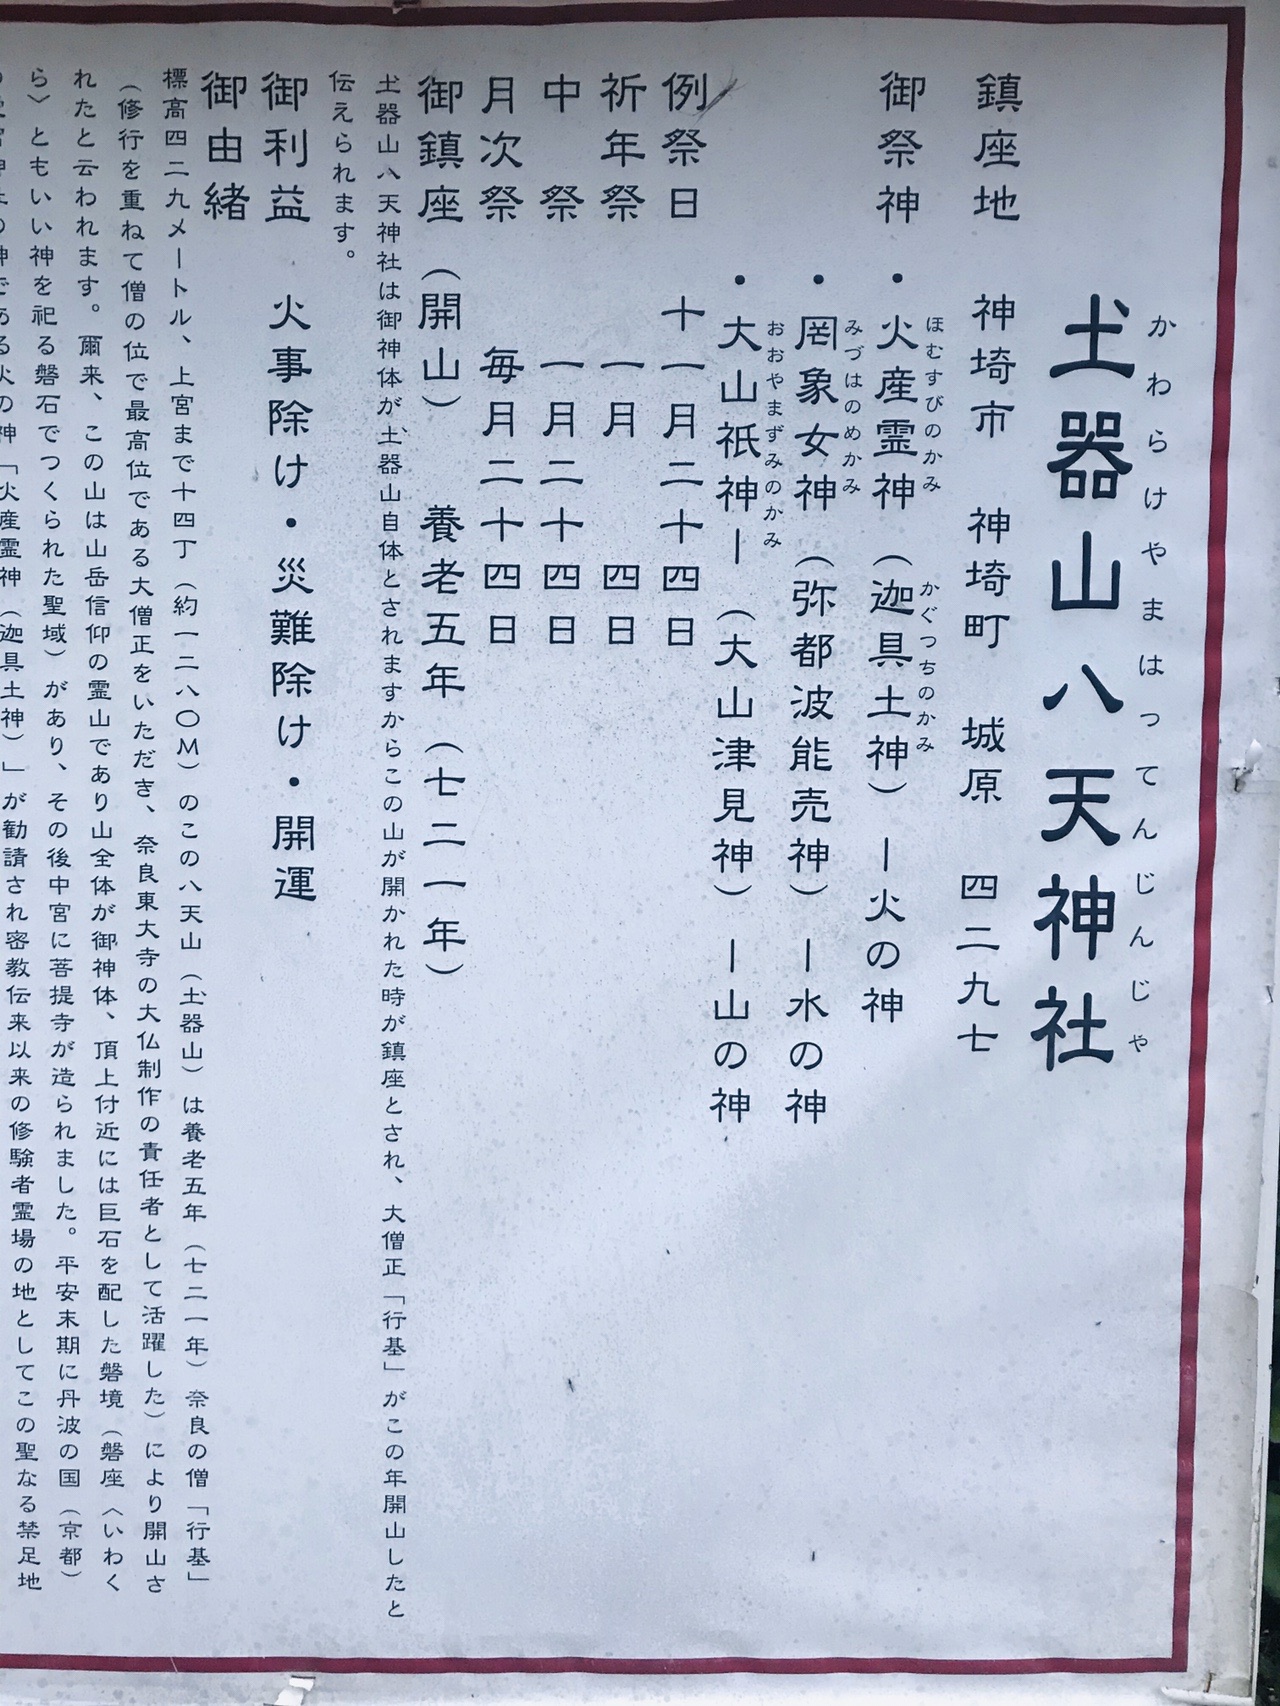 かわらけやまはってんじんじゃ
土器山八天神社
鎮座地 神埼市 神埼町 城原 四二九七
ほむすびのかみ かぐつちのかみ
御祭神 ・火産霊神（迦具土神）ー火の神
みづはのめかみ
・罔象女神（弥都波能売神）ー水の神
おおやまずみのかみ
・大山祇神ー（大山津見神）ー山の神
例祭日 十一月二十四日
祈年祭 一月 四日
中 祭 一月二十四日
月次祭 毎月二十四日
御鎮座（開山） 養老五年（七二一年）
土器山八天神社は御神体が土器山自体とされますからこの山が開かれた時が鎮座とされ、大僧正「行基」がこの年開山したと
伝えられます。
御利益 火事除け・災難除け・開運
御由緒
標高四二九メートル、上宮まで十四丁（約一二八〇M）のこの八天山（土器山）は養老五年（七二一年）奈良の僧「行基」
（修行を重ねて僧の位で最高位である大僧正をいただき、奈良東大寺の大仏制作の責任者として活躍した）により開山さ
れたと云われます。爾来、この山は山岳信仰の霊山であり山全体が御神体、頂上付近には巨石を配した磐境（磐座〈いわく
ら〉ともいい神を祀る磐石でつくられた聖域）があり、その後中宮に菩提寺が造られました。平安末期に丹波の国（京都）
神である火の神「火産霊神（迦具土神）」が勧請され密教伝来以来の修験者霊場の地としてこの聖なる禁足地